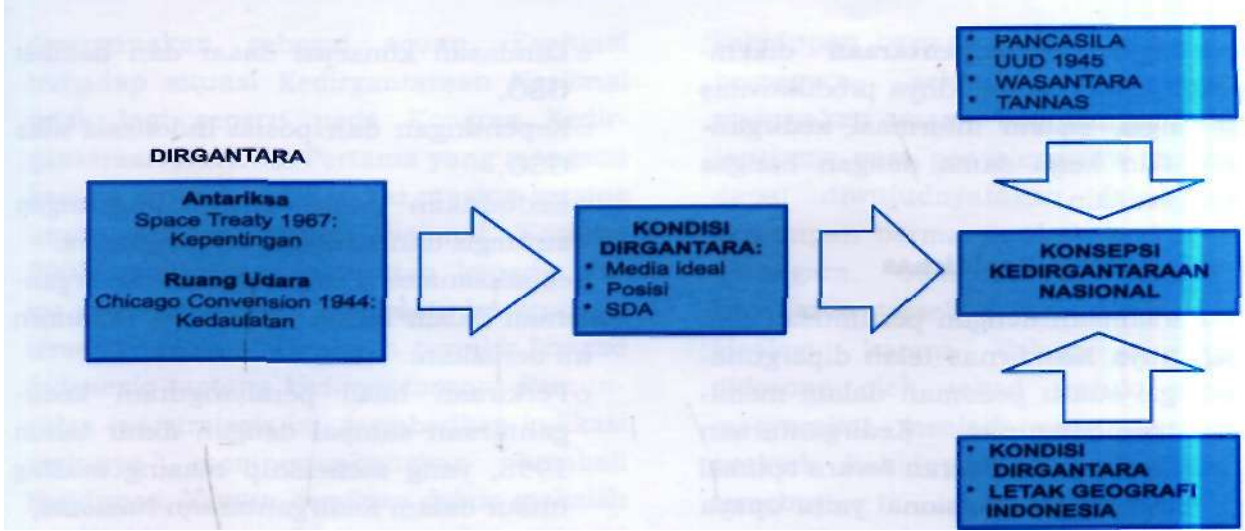 DIRGANTARA
Antariksa
Space Treaty 1967:
Kepentingan
Ruang Udara
Chicago Convension 1944:
Kedaulatan
KONDISI
DIRGANTARA:
• Media ideal
• Posisi
• SDA
• PANCASILA
• UUD 1945
• WASANTARA
• TANNAS
KONSEPSI
KEDIRGANTARAAN
NASIONAL
• KONDISI
DIRGANTARA
• LETAK GEOGRAFI
INDONESIA